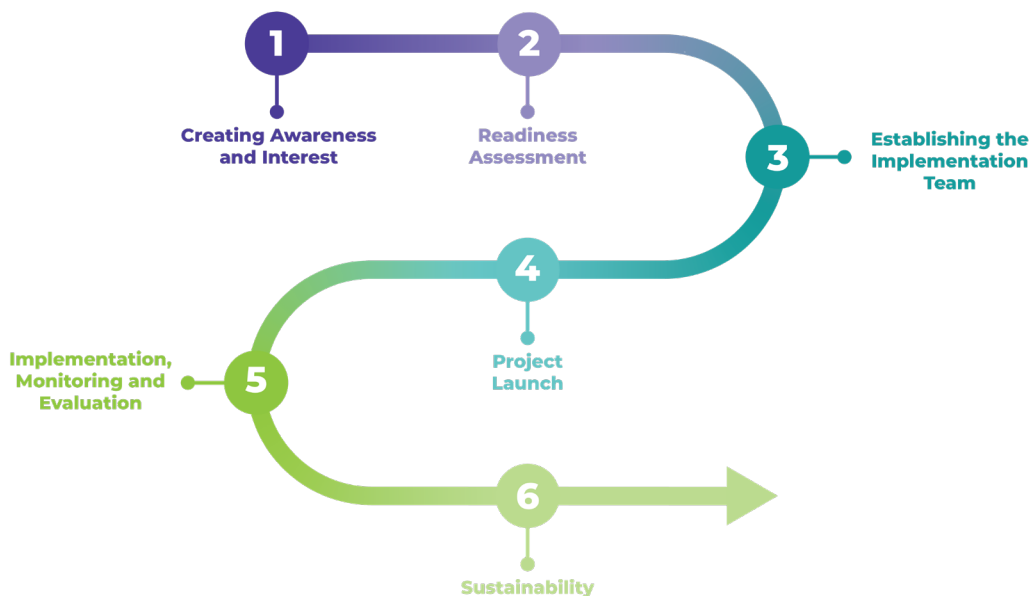 1
Creating Awareness
and Interest
2
Readiness
Assessment
3
Establishing the
Implementation
Team
4
Project
Launch
5
Implementation,
Monitoring and
Evaluation
6
Sustainability